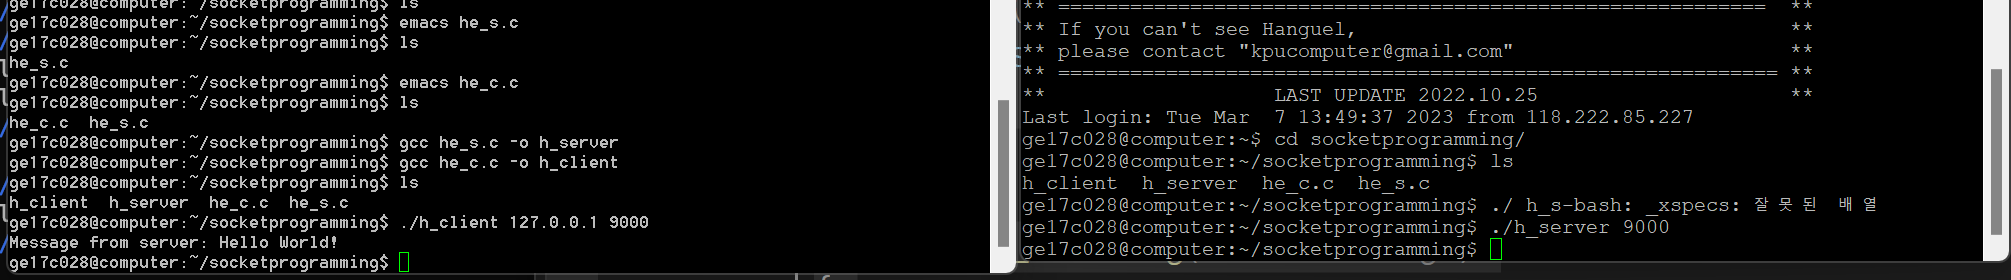 ge17c028@computer:~/socketprogramming$ ls
ge17c028@computer:~/socketprogramming$ emacs he_s.c
ge17c028@computer:~/socketprogramming$ ls
he_s.c
ge17c028@computer:~/socketprogramming$ emacs he_c.c
ge17c028@computer:~/socketprogramming$ ls
he_c.c  he_s.c
ge17c028@computer:~/socketprogramming$ gcc he_s.c -o h_server
ge17c028@computer:~/socketprogramming$ gcc he_c.c -o h_client
ge17c028@computer:~/socketprogramming$ ls
h_client  h_server  he_c.c  he_s.c
ge17c028@computer:~/socketprogramming$ ./h_client 127.0.0.1 9000
Message from server: Hello World!
ge17c028@computer:~/socketprogramming$
** =========================================================== **
** If you can't see Hanguel, **
** please contact "kpucomputer@gmail.com" **
** ============================================================ **
** LAST UPDATE 2022.10.25 **
Last login: Tue Mar  7 13:49:37 2023 from 118.222.85.227
ge17c028@computer:~$ cd socketprogramming/
ge17c028@computer:~/socketprogramming$ ls
h_client  h_server  he_c.c  he_s.c
ge17c028@computer:~/socketprogramming$ ./ h_s-bash: _xspecs: 잘못된 배열
ge17c028@computer:~/socketprogramming$ ./h_server 9000
ge17c028@computer:~/socketprogramming$